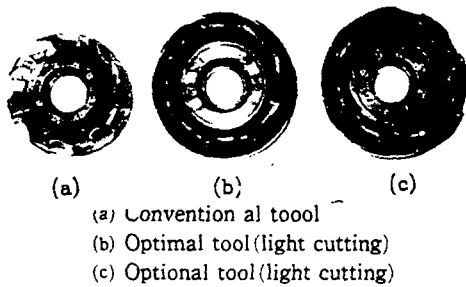 (a) (b) (c)
(a) Convention al toool
(b) Optimal tool(light cutting)
(c) Optional tool(light cutting)